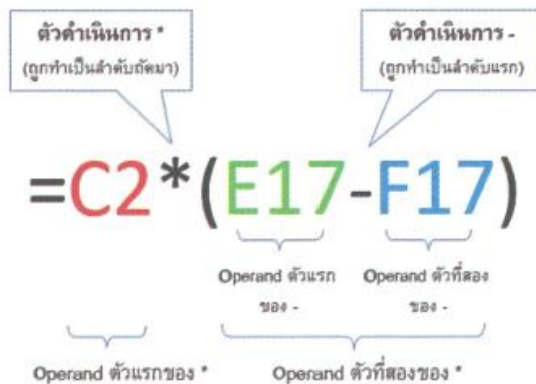 ตัวดำเนินการ *
(ถูกทำเป็นลำดับถัดมา)
ตัวดำเนินการ -
(ถูกทำเป็นลำดับแรก)
=C2*(E17-F17)
Operand ตัวแรก
ของ -
Operand ตัวที่สอง
ของ -
Operand ตัวแรกของ *
Operand ตัวที่สองของ *